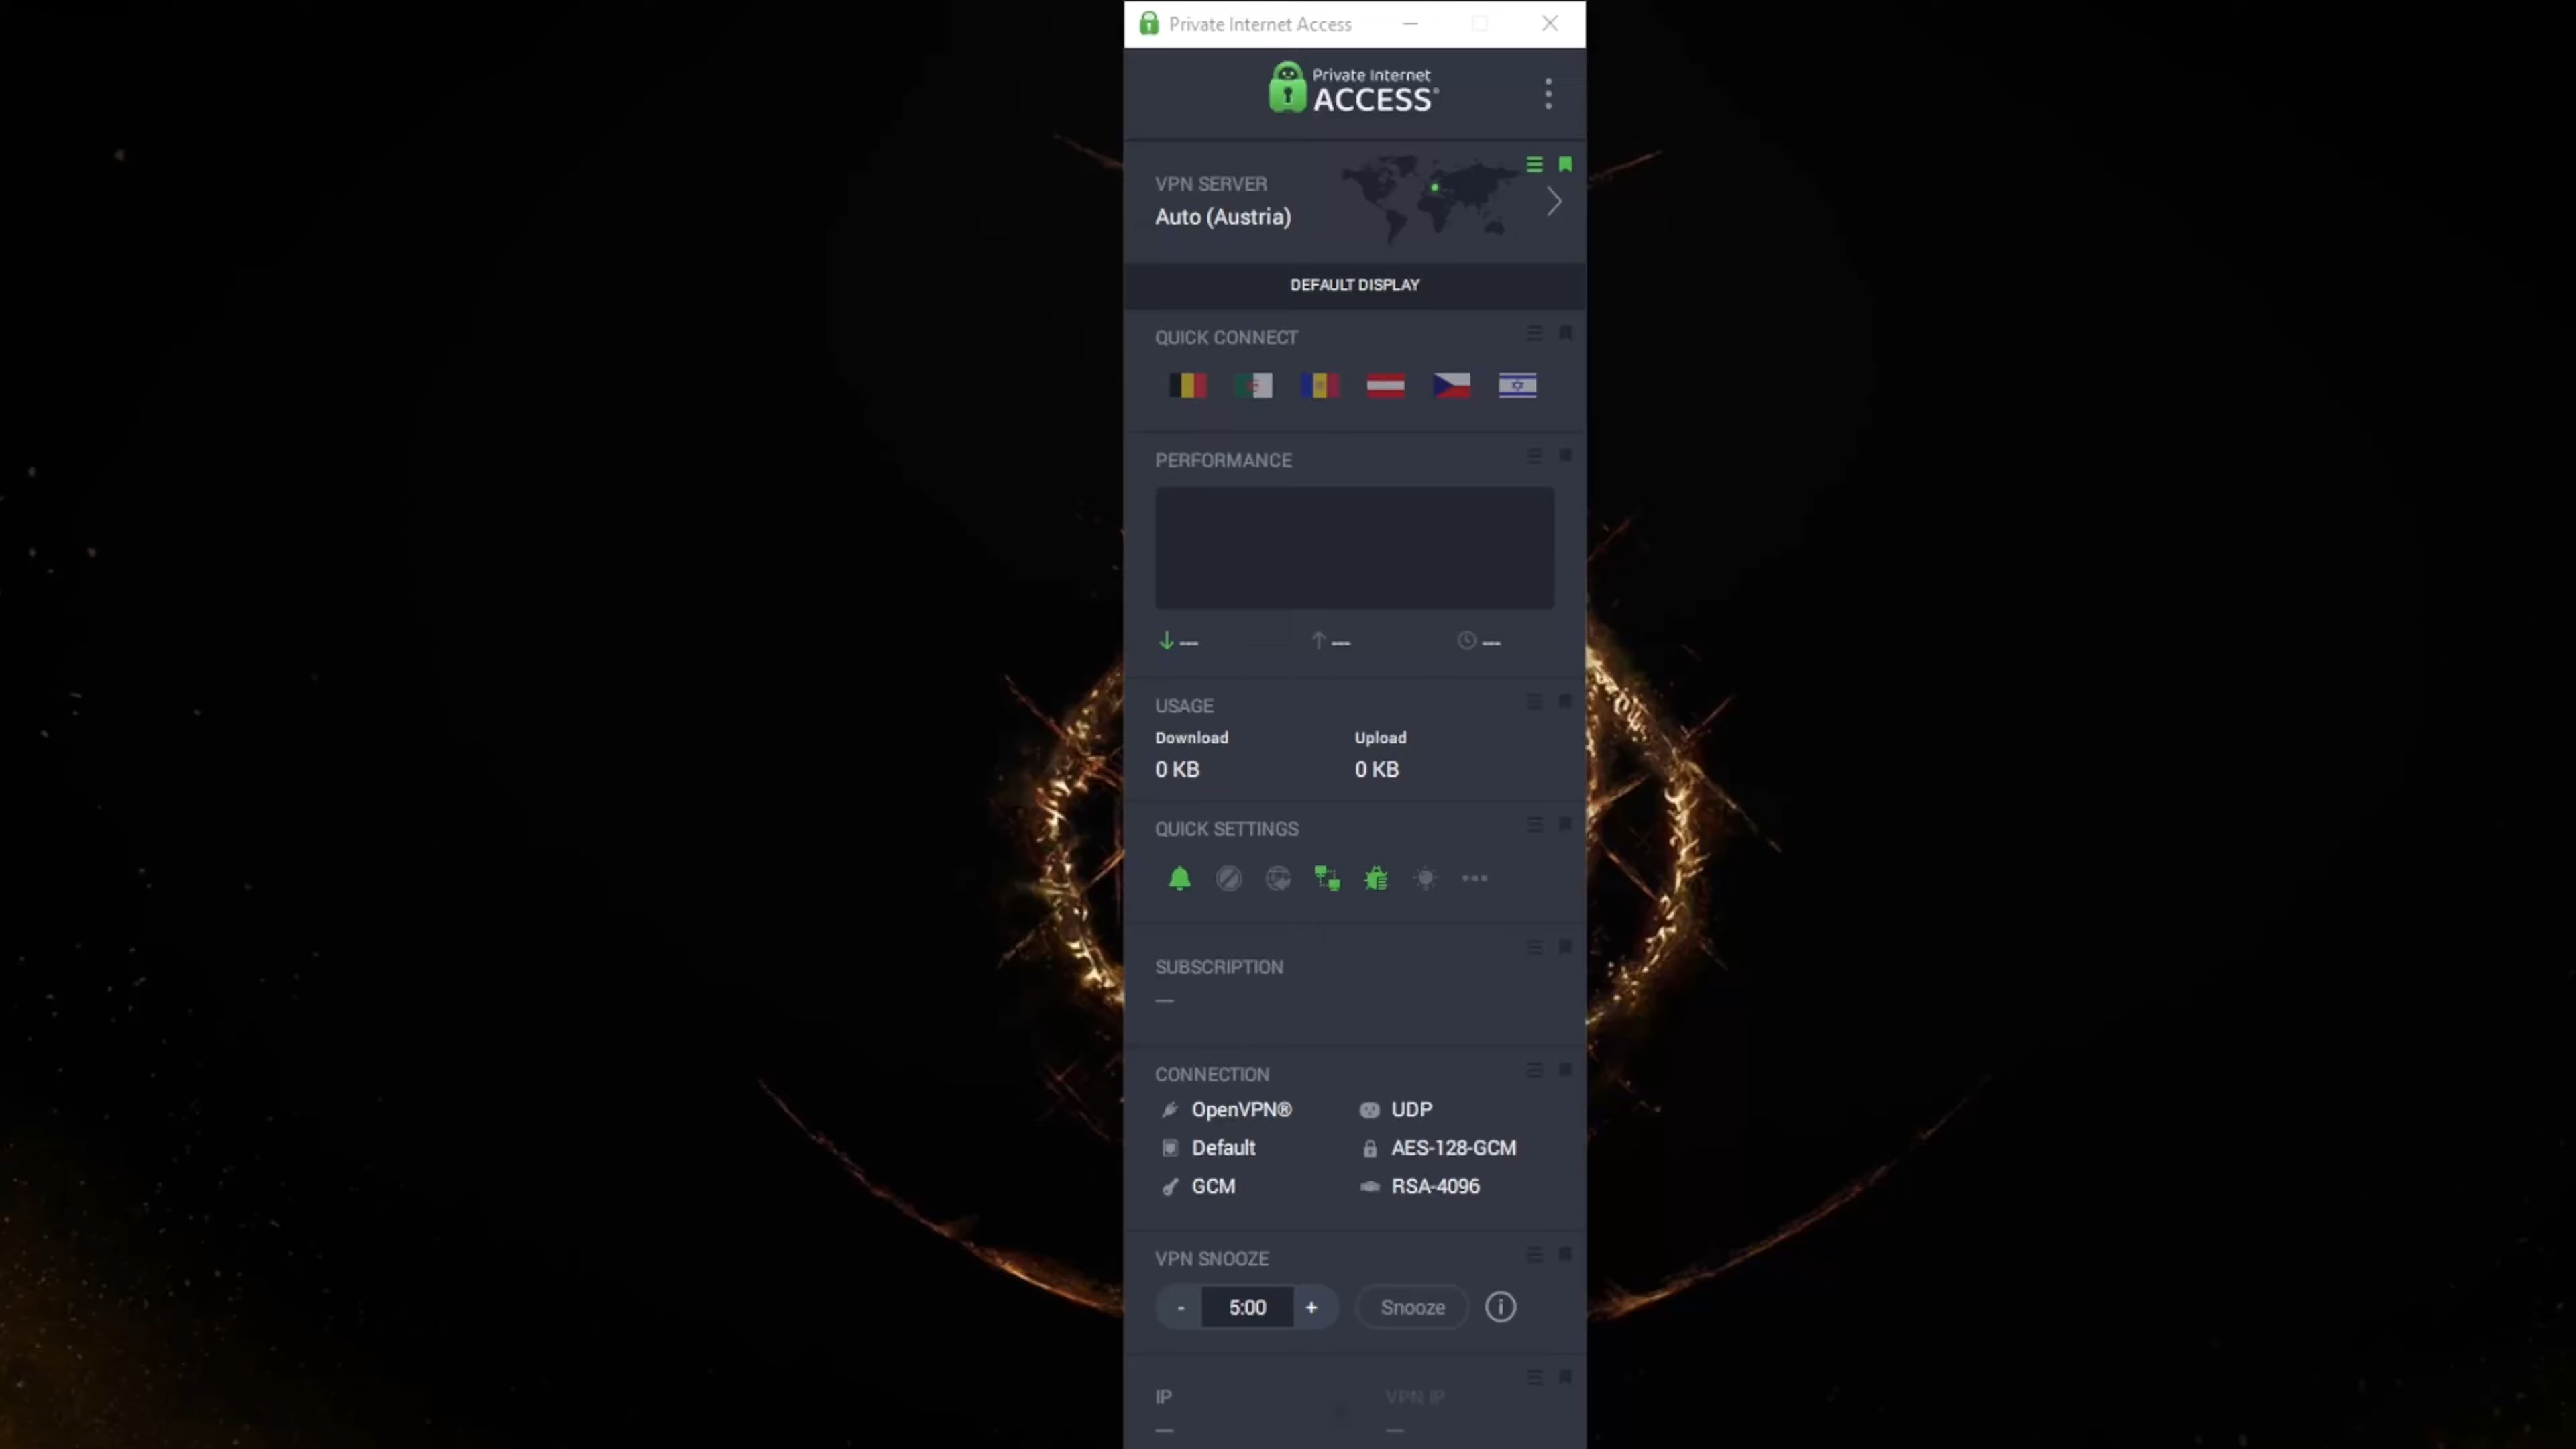 Private Internet Access
Private Internet
ACCESS®
VPN SERVER
Auto (Austria)
DEFAULT DISPLAY
QUICK CONNECT
PERFORMANCE
---
---
---
USAGE
Download Upload
0 KB 0 KB
QUICK SETTINGS
SUBSCRIPTION
—
CONNECTION
OpenVPN® UDP
Default AES-128-GCM
GCM RSA-4096
VPN SNOOZE
- 5:00 + Snooze i
IP VPN IP
— —